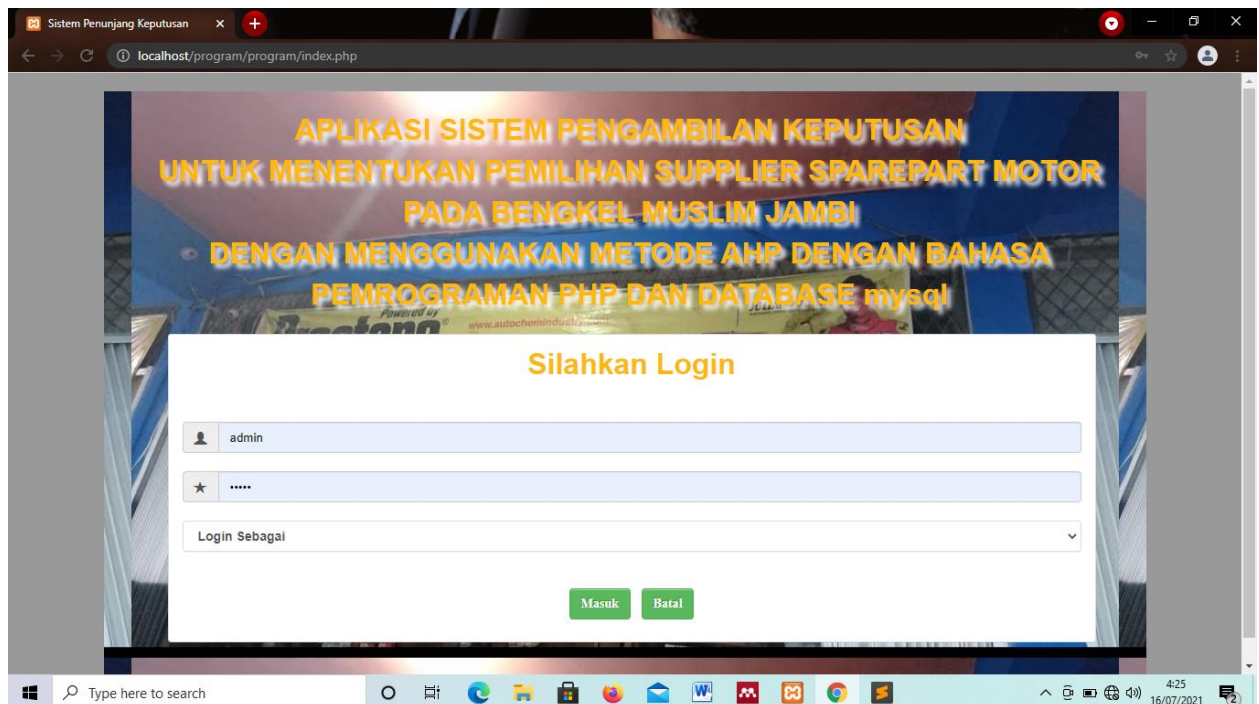 Sistem Penunjang Keputusan
localhost/program/program/index.php
APLIKASI SISTEM PENGAMBILAN KEPUTUSAN
UNTUK MENENTUKAN PEMILIHAN SUPPLIER SPAREPART MOTOR
PADA BENGKEL MUSLIM JAMBI
DENGAN MENGGUNAKAN METODE AHP DENGAN BAHASA
PEMROGRAMAN PHP DAN DATABASE mysql
Powered by
Prestone
Silahkan Login
admin
•••••
Login Sebagai
Masuk Batal
Type here to search
4:25
16/07/2021
2